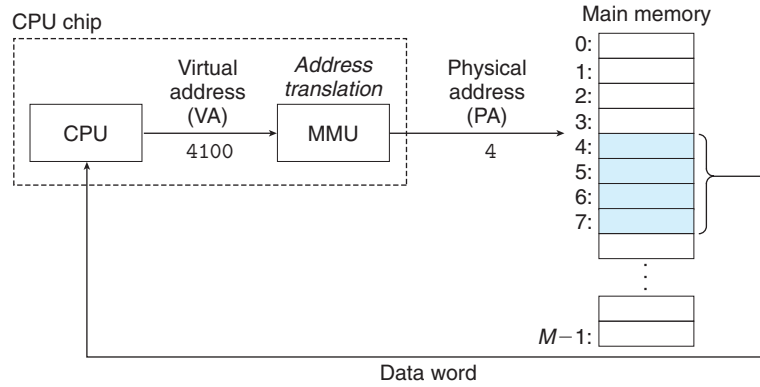 CPU chip
CPU
Virtual
address
(VA)
4100
Address
translation
MMU
Physical
address
(PA)
4
Main memory
0:
1:
2:
3:
4:
5:
6:
7:
M−1:
Data word